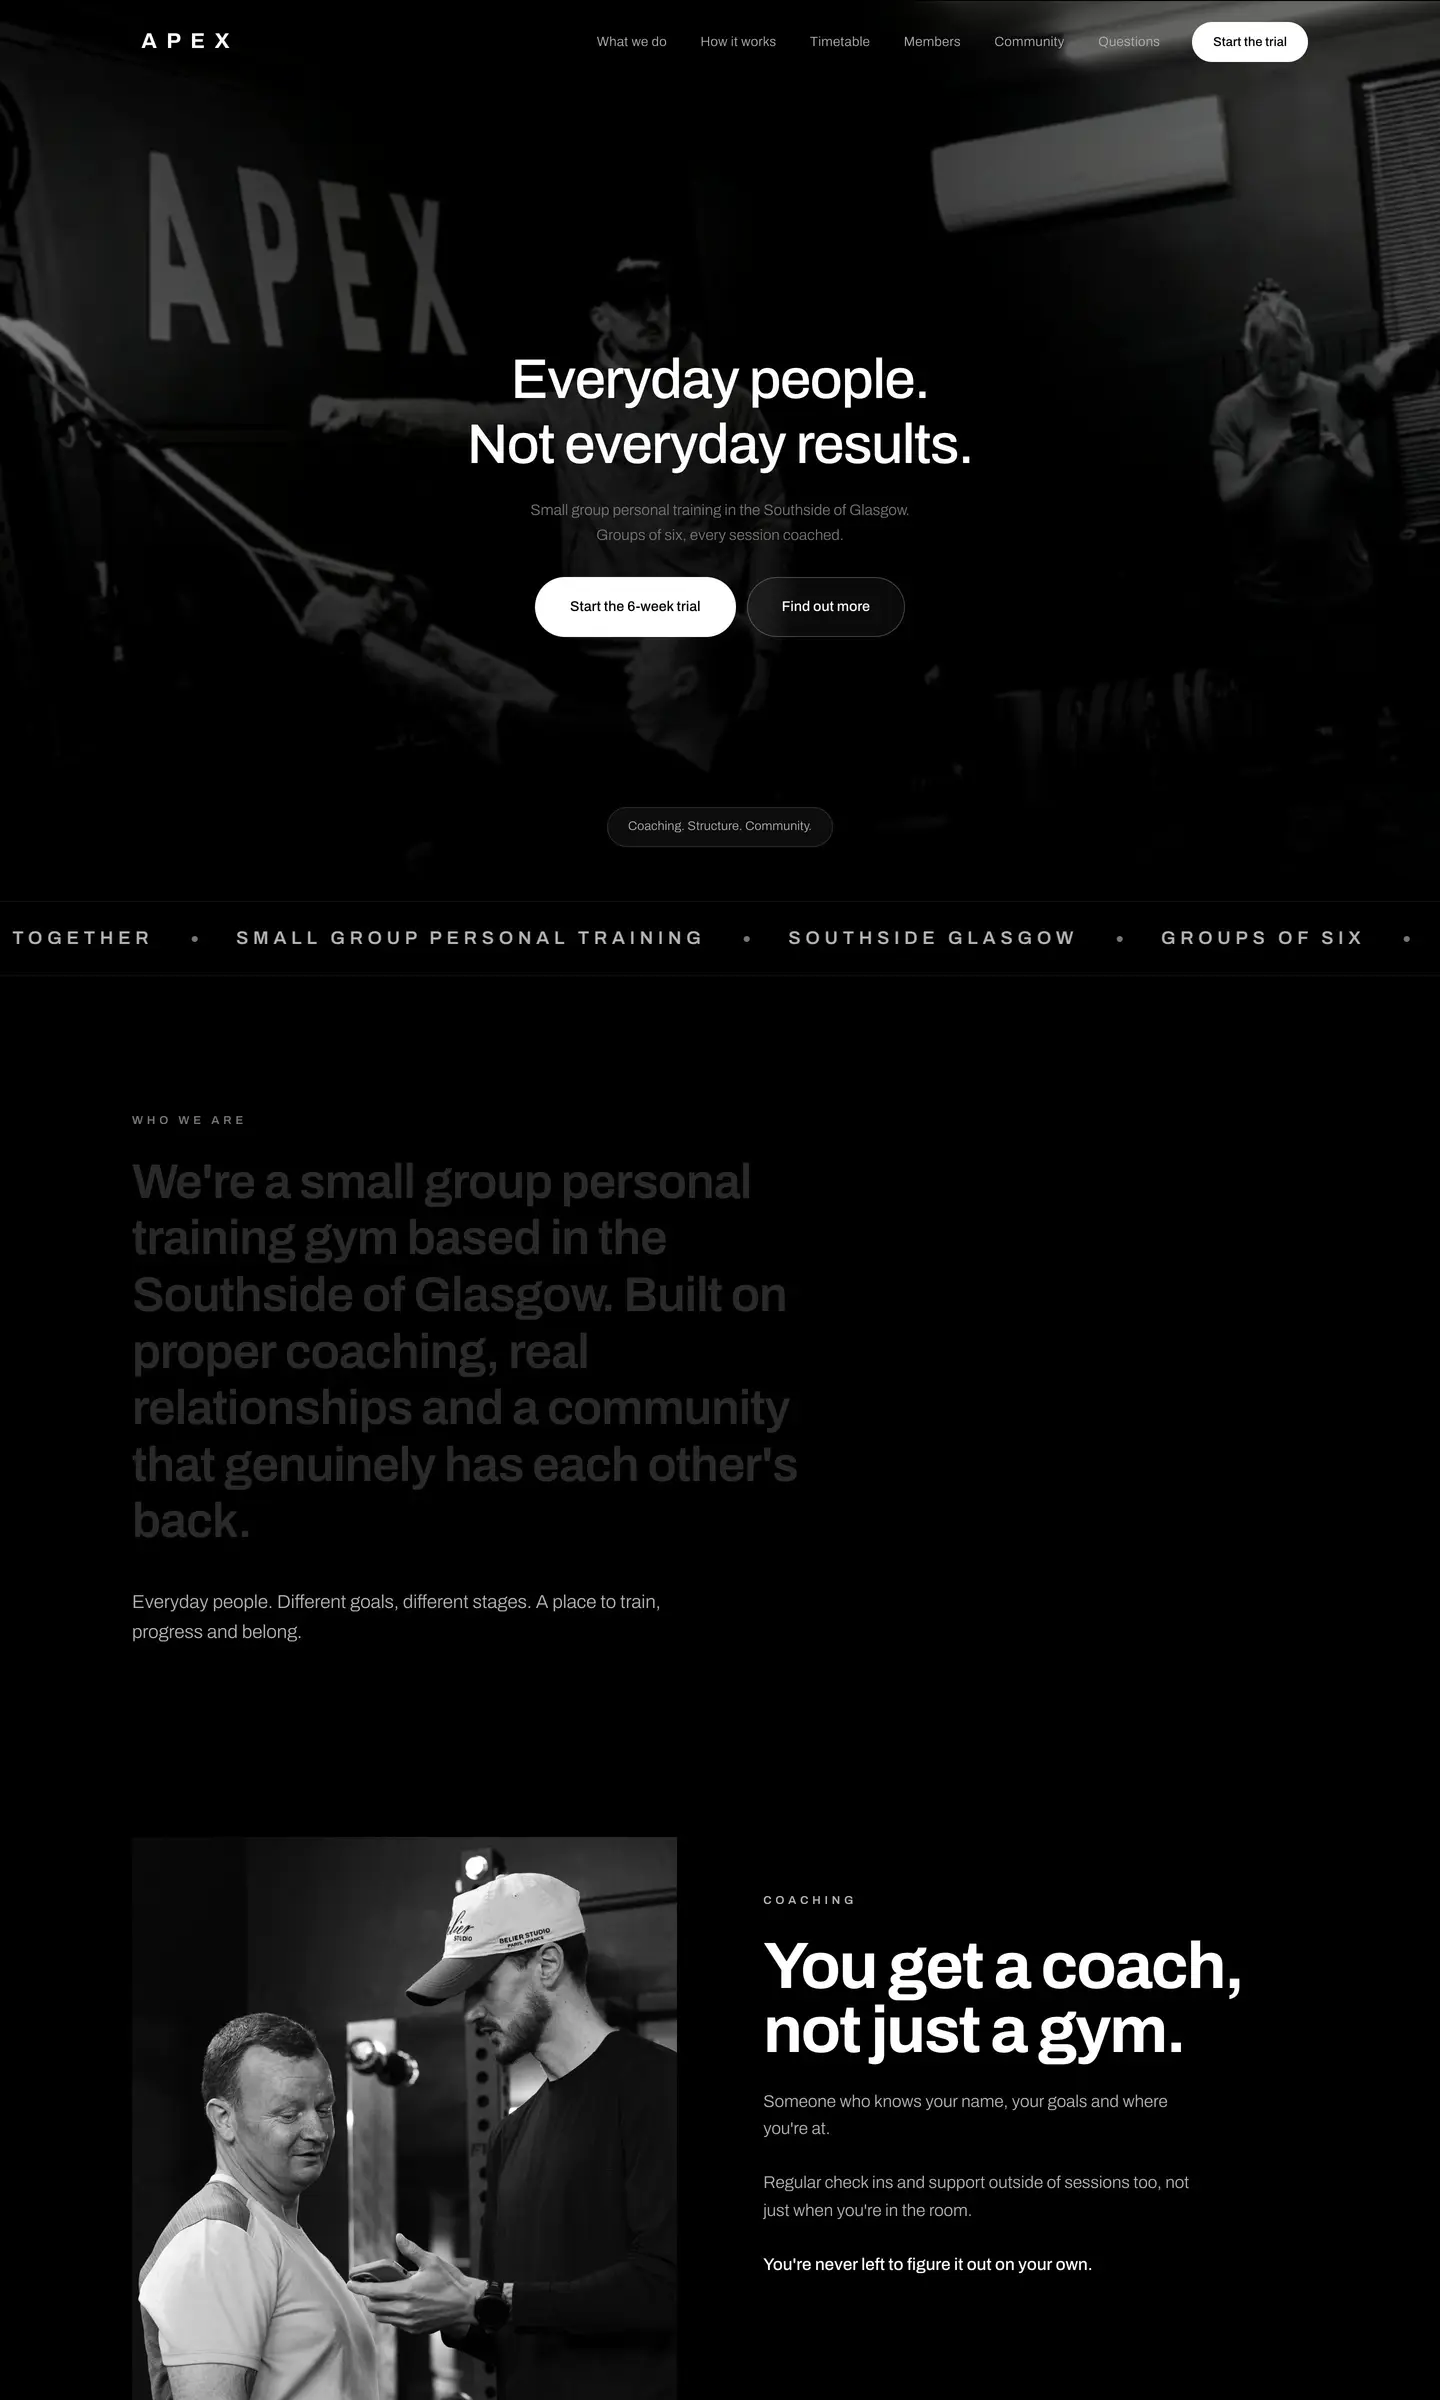 APEX
What we do
How it works
Timetable
Members
Community
Questions
Start the trial
APEX
Everyday people.
Not everyday results.
Small group personal training in the Southside of Glasgow.
Groups of six, every session coached.
Start the 6-week trial
Find out more
Coaching. Structure. Community.
TOGETHER • SMALL GROUP PERSONAL TRAINING • SOUTHSIDE GLASGOW • GROUPS OF SIX •
WHO WE ARE
We're a small group personal
training gym based in the
Southside of Glasgow. Built on
proper coaching, real
relationships and a community
that genuinely has each other's
back.
Everyday people. Different goals, different stages. A place to train,
progress and belong.
STUDIO
BELIER STUDIO
PARIS, FRANCE
COACHING
You get a coach,
not just a gym.
Someone who knows your name, your goals and where
you're at.
Regular check ins and support outside of sessions too, not
just when you're in the room.
You're never left to figure it out on your own.